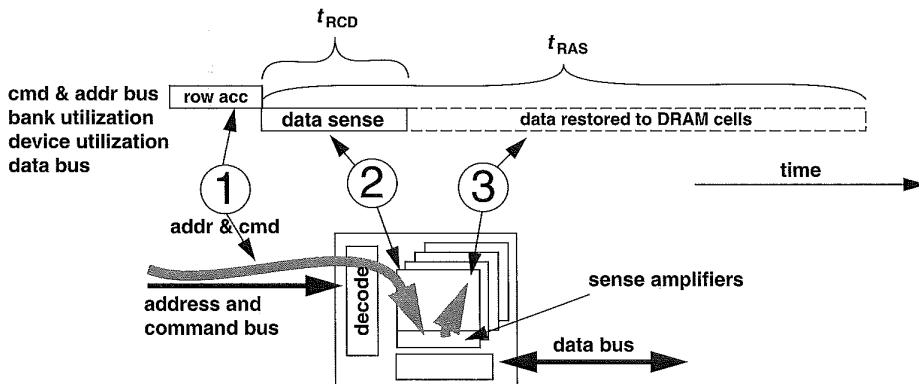 tRCD
tRAS
cmd & addr bus
row acc
bank utilization
data sense
data restored to DRAM cells
device utilization
data bus
time
1
2
3
addr & cmd
decode
sense amplifiers
address and
command bus
data bus